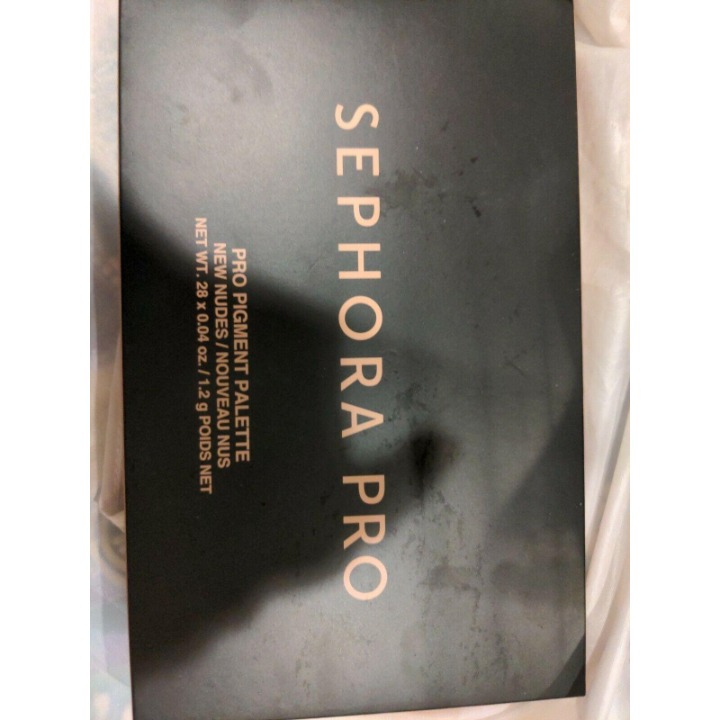 SEPHORA PRO
PRO PIGMENT PALETTE
NEW NUDES / NOUVEAU NUS
NET WT. 28 x 0.04 oz. / 1.2 g POIDS NET